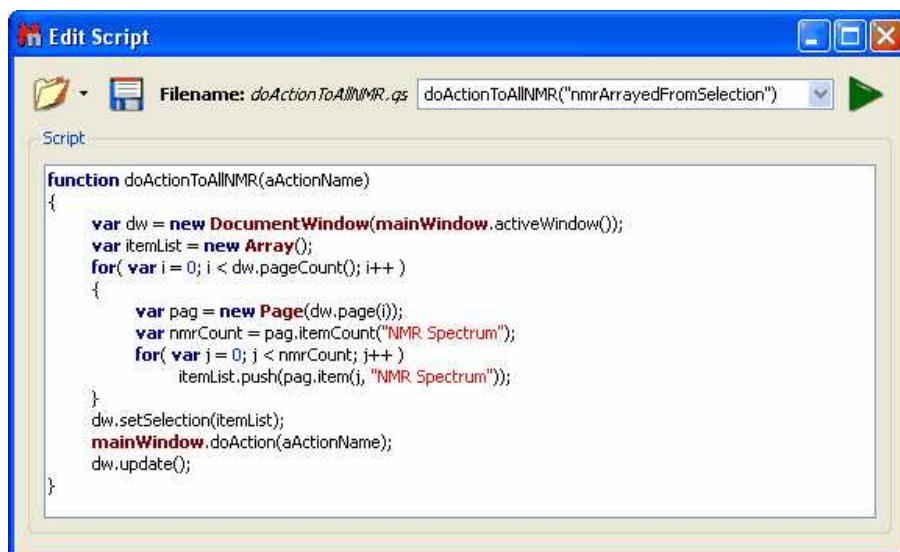 Edit Script
Filename: doActionToAllNMR.qs doActionToAllNMR("nmrArrayedFromSelection")
Script
function doActionToAllNMR(aActionName)
{
var dw = new DocumentWindow(mainWindow.activeWindow());
var itemList = new Array();
for( var i = 0; i < dw.pageCount(); i++ )
{
var pag = new Page(dw.page(i));
var nmrCount = pag.itemCount("NMR Spectrum");
for( var j = 0; j < nmrCount; j++ )
itemList.push(pag.item(j, "NMR Spectrum"));
}
dw.setSelection(itemList);
mainWindow.doAction(aActionName);
dw.update();
}